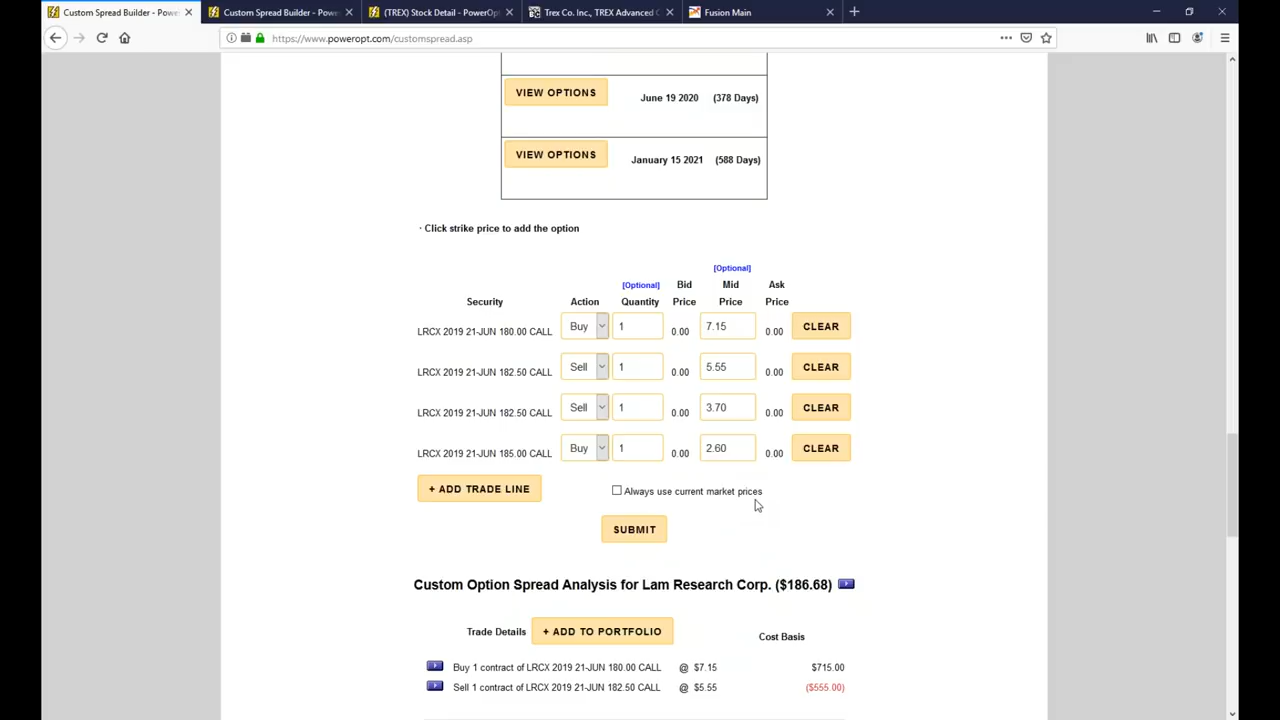 Custom Spread Builder - Power
Custom Spread Builder - Power
(TREX) Stock Detail - PowerOpt
Trex Co. Inc., TREX Advanced C
Fusion Main
https://www.poweropt.com/customspread.asp
VIEW OPTIONS June 19 2020 (378 Days)
VIEW OPTIONS January 15 2021 (588 Days)
· Click strike price to add the option
[Optional]
[Optional] Bid Mid Ask
Security Action Quantity Price Price Price
LRCX 2019 21-JUN 180.00 CALL Buy 1 0.00 7.15 0.00 CLEAR
LRCX 2019 21-JUN 182.50 CALL Sell 1 0.00 5.55 0.00 CLEAR
LRCX 2019 21-JUN 182.50 CALL Sell 1 0.00 3.70 0.00 CLEAR
LRCX 2019 21-JUN 185.00 CALL Buy 1 0.00 2.60 0.00 CLEAR
+ ADD TRADE LINE Always use current market prices
SUBMIT
Custom Option Spread Analysis for Lam Research Corp. ($186.68)
Trade Details + ADD TO PORTFOLIO Cost Basis
Buy 1 contract of LRCX 2019 21-JUN 180.00 CALL @ $7.15 $715.00
Sell 1 contract of LRCX 2019 21-JUN 182.50 CALL @ $5.55 ($555.00)